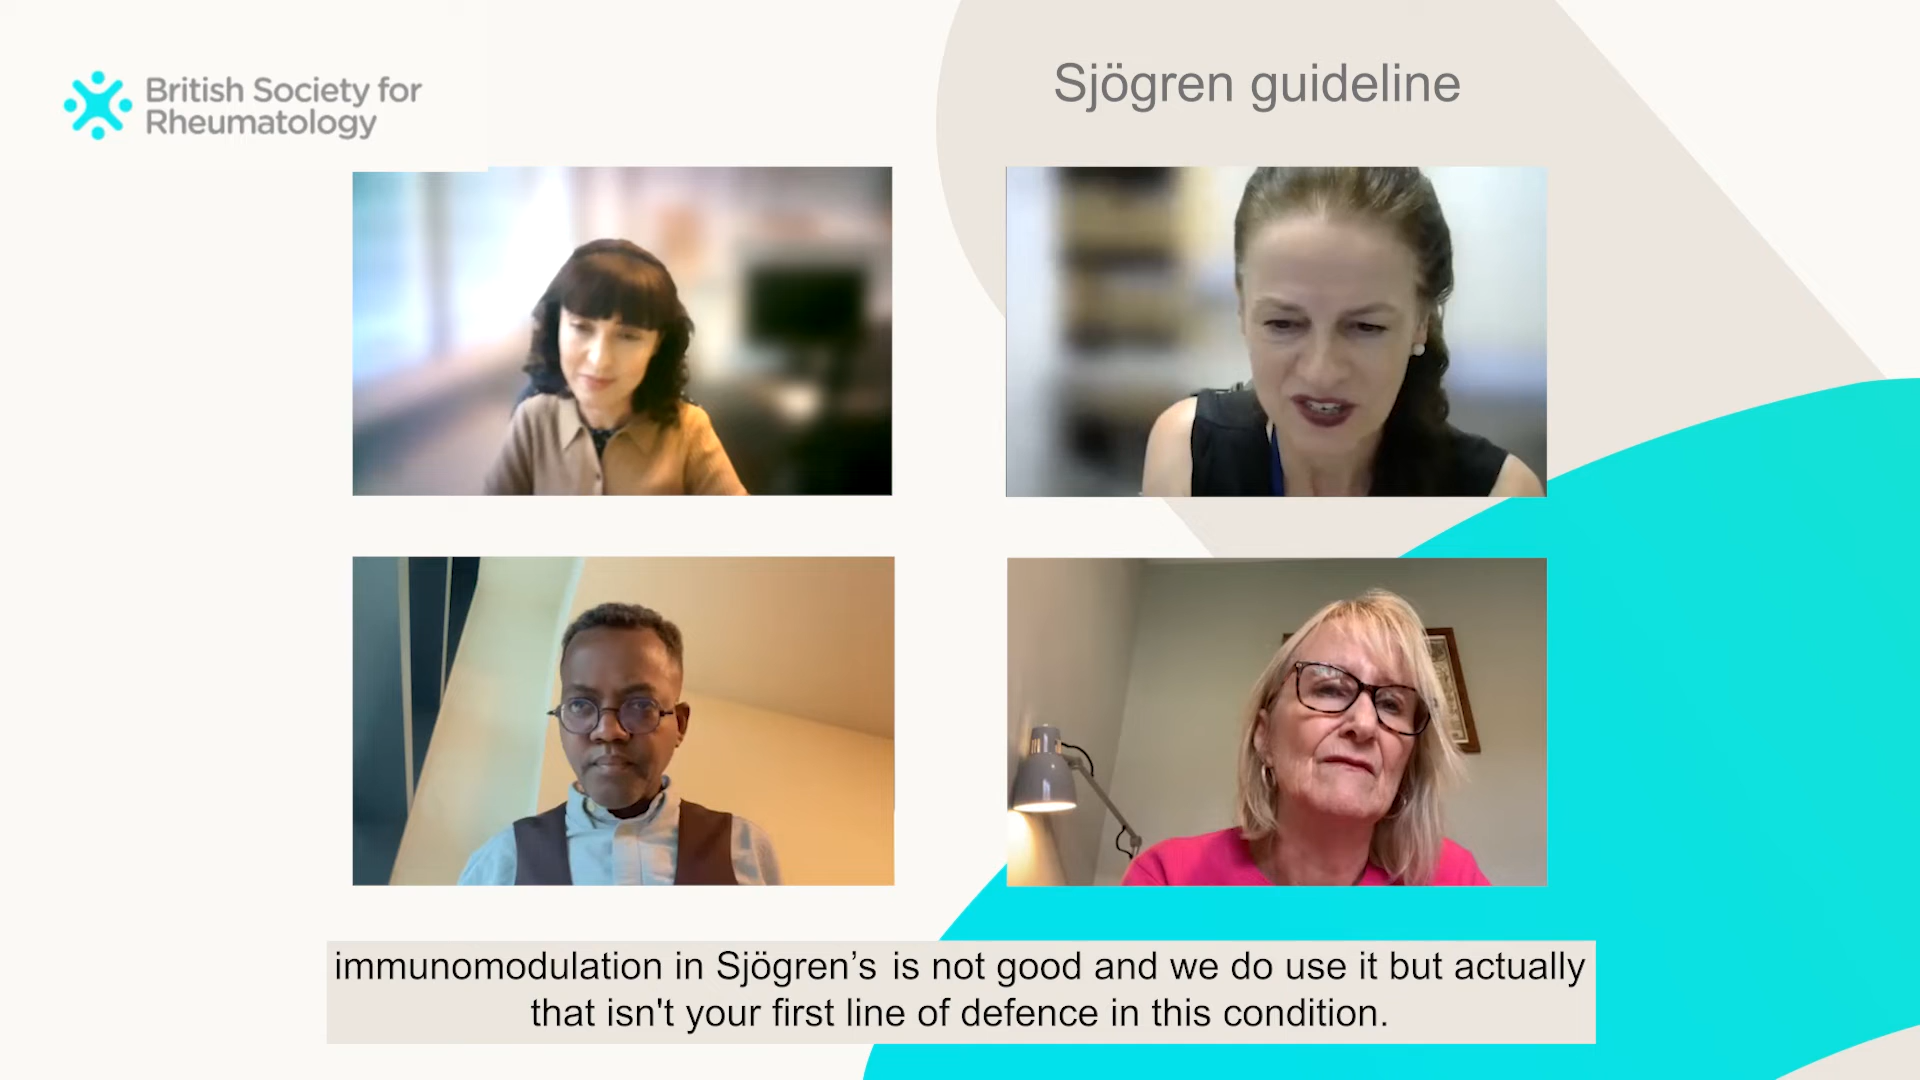 British Society for
Rheumatology
Sjögren guideline
immunomodulation in Sjögren’s is not good and we do use it but actually
that isn't your first line of defence in this condition.